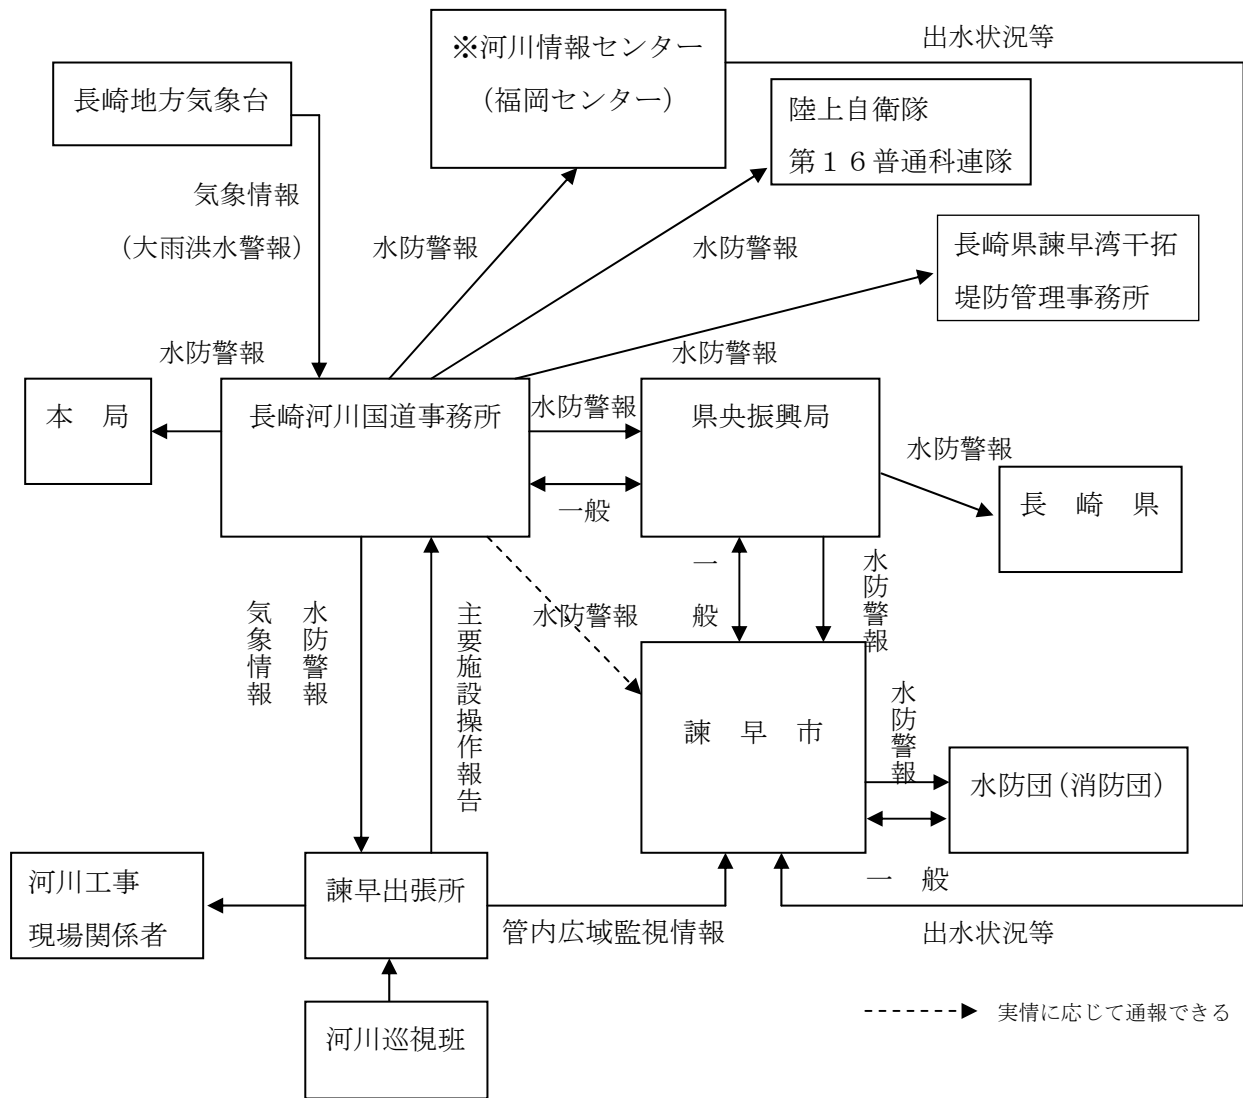 出水状況等
※河川情報センター
（福岡センター）
長崎地方気象台
陸上自衛隊
第１６普通科連隊
気象情報
（大雨洪水警報）
水防警報
水防警報
長崎県諫早湾干拓
堤防管理事務所
水防警報
水防警報
本　局
長崎河川国道事務所
水防警報
県央振興局
水防警報
一般
長　崎　県
水防警報
一般
水防警報
気象情報
水防警報
主要施設操作報告
諫　早　市
水防警報
水防団（消防団）
一　般
河川工事
現場関係者
諫早出張所
管内広域監視情報
出水状況等
河川巡視班
実情に応じて通報できる